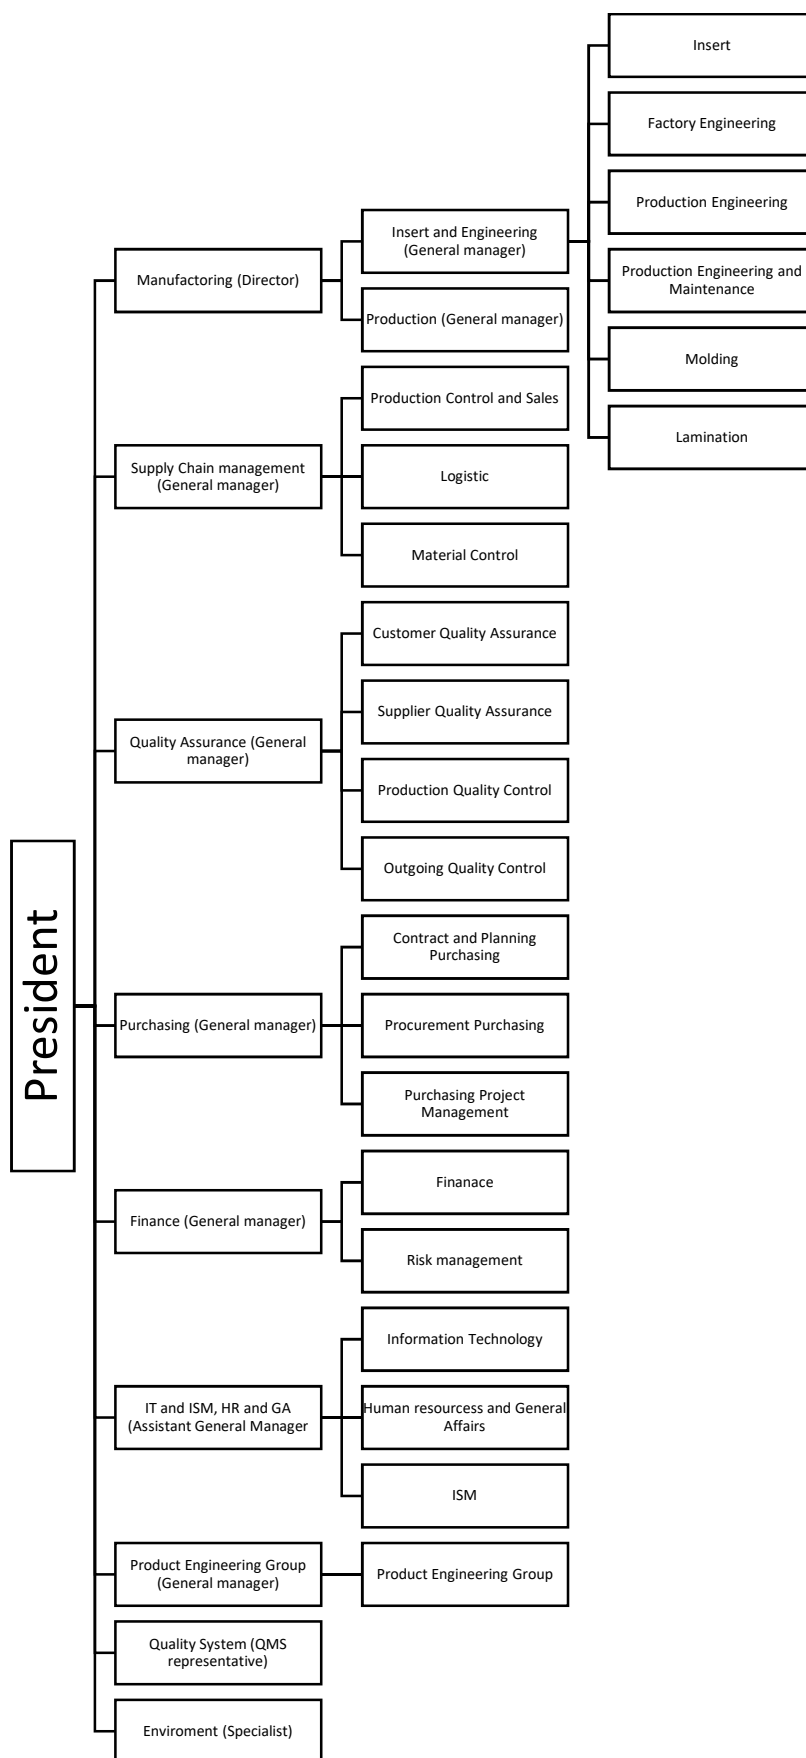 President
Manufactoring (Director)
Insert and Engineering
(General manager)
Insert
Factory Engineering
Production Engineering
Production Engineering and
Maintenance
Molding
Lamination
Production (General manager)
Supply Chain management
(General manager)
Production Control and Sales
Logistic
Material Control
Quality Assurance (General
manager)
Customer Quality Assurance
Supplier Quality Assurance
Production Quality Control
Outgoing Quality Control
Purchasing (General manager)
Contract and Planning
Purchasing
Procurement Purchasing
Purchasing Project
Management
Finance (General manager)
Finanace
Risk management
IT and ISM, HR and GA
(Assistant General Manager
Information Technology
Human resourcess and General
Affairs
ISM
Product Engineering Group
(General manager)
Product Engineering Group
Quality System (QMS
representative)
Enviroment (Specialist)